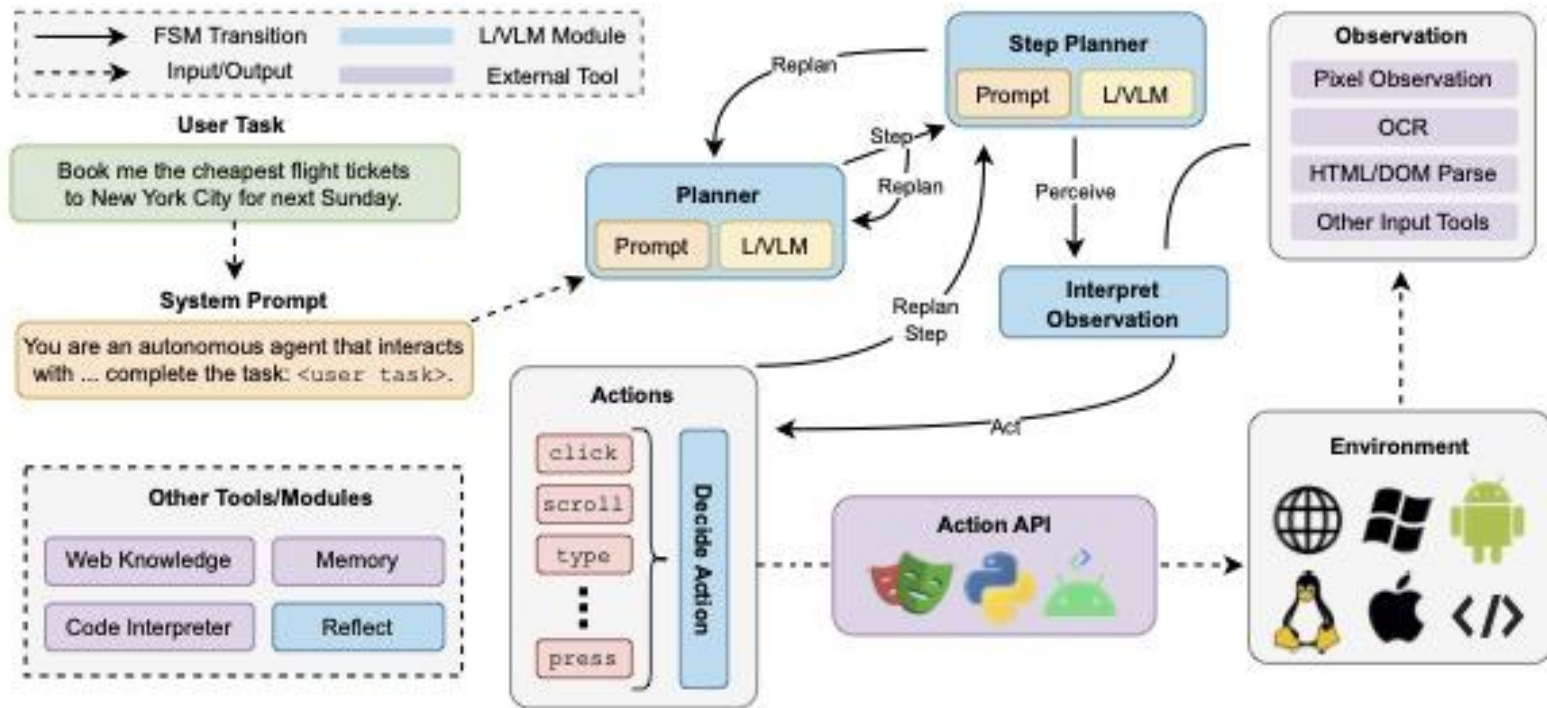 FSM Transition
L/VLM Module
Input/Output
External Tool
User Task
Book me the cheapest flight tickets
to New York City for next Sunday.
System Prompt
You are an autonomous agent that interacts
with ... complete the task: <user task>.
Other Tools/Modules
Web Knowledge
Memory
Code Interpreter
Reflect
Replan
Step Planner
Prompt
L/VLM
Step
Replan
Planner
Prompt
L/VLM
Perceive
Interpret
Observation
Replan
Step
Act
Actions
click
scroll
type
press
Decide Action
Action API
Observation
Pixel Observation
OCR
HTML/DOM Parse
Other Input Tools
Environment
</>